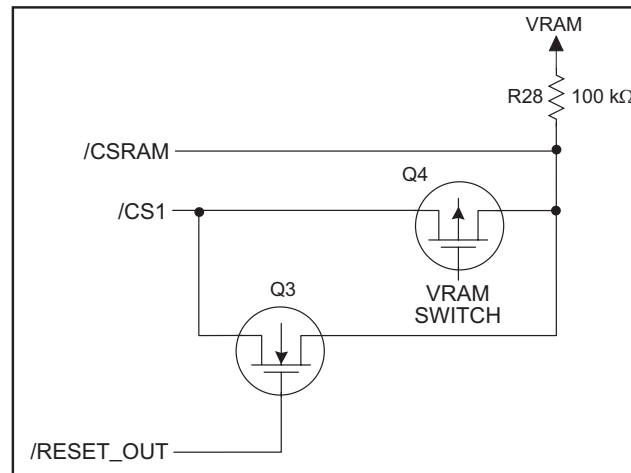 VRAM
R28 100 kΩ
/CSRAM
Q4
/CS1
VRAM
SWITCH
Q3
/RESET_OUT